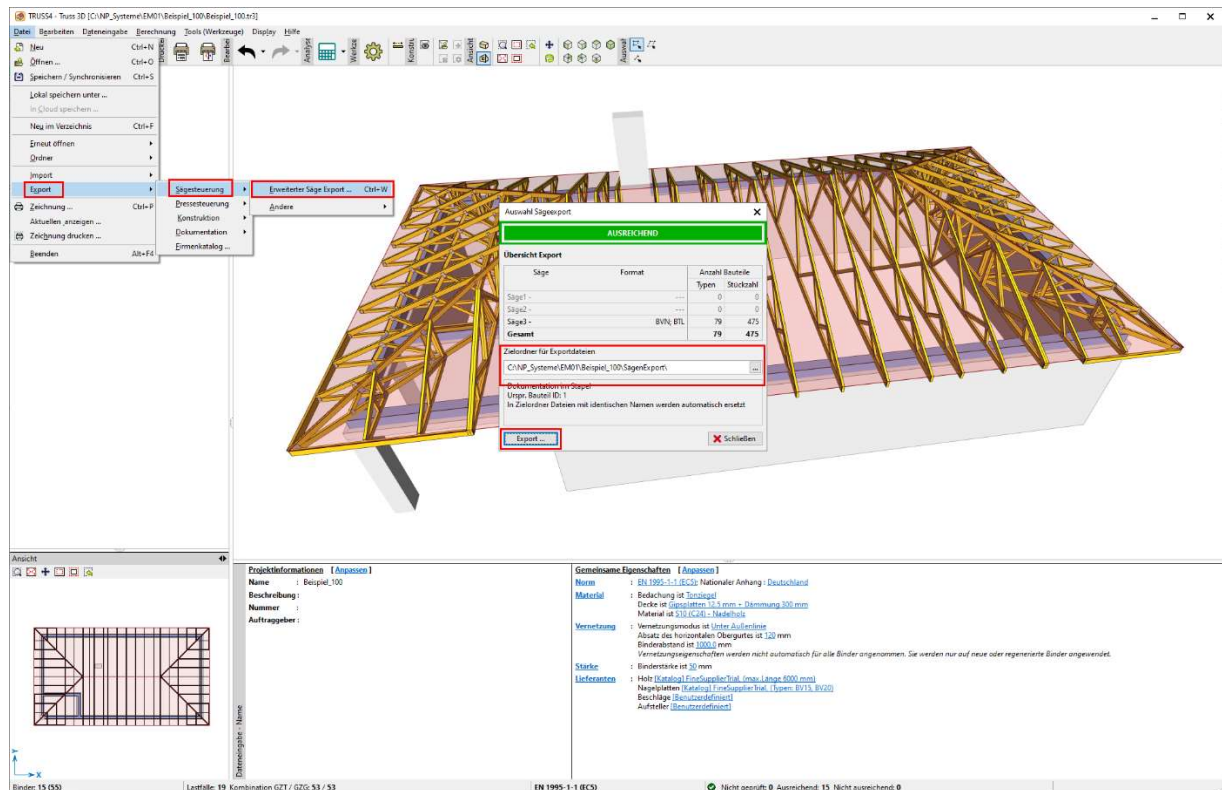 TRUSS4 - Truss 3D [C:\NP_Systeme\EM01\Beispiel_100\Beispiel_100.tr3]
Datei Bearbeiten Dateneingabe Berechnung Tools (Werkzeuge) Display Hilfe
Neu Ctrl+N
Öffnen ... Ctrl+O
Speichern / Synchronisieren Ctrl+S
Lokal speichern unter ...
In Cloud speichern ...
Neu im Verzeichnis Ctrl+F
Erneut öffnen
Ordner
Import
Export
Zeichnung ... Ctrl+P
Aktuellen anzeigen ...
Zeichnung drucken ...
Beenden Alt+F4
Sägesteuerung
Pressesteuerung
Konstruktion
Dokumentation
Firmenkatalog ...
Erweiterter Säge Export ... Ctrl+W
Andere
Bearbei
Analyse
Werkze
Konstru
Ansicht
Auswahl
Auswahl Sägeexport
AUSREICHEND
Übersicht Export
Säge Format Anzahl Bauteile
Typen Stückzahl
Säge1 - --- 0 0
Säge2 - --- 0 0
Säge3 - BVN; BTL 79 475
Gesamt 79 475
Zielordner für Exportdateien
C:\NP_Systeme\EM01\Beispiel_100\SägenExport\ ...
Dokumentation im Stapel
Urspr. Bauteil ID: 1
In Zielordner Dateien mit identischen Namen werden automatisch ersetzt
Export ... Schließen
Ansicht
Y
X
Dateneingabe - Name
Projektinformationen [Anpassen]
Name : Beispiel_100
Beschreibung :
Nummer :
Auftraggeber :
Gemeinsame Eigenschaften [Anpassen]
Norm : EN 1995-1-1 (EC5); Nationaler Anhang : Deutschland
Material : Bedachung ist Tonziegel
Decke ist Gipsplatten 12.5 mm + Dämmung 300 mm
Material ist S10 (C24) - Nadelholz
Vernetzung : Vernetzungsmodus ist Unter Außenlinie
Absatz des horizontalen Obergurtes ist 120 mm
Binderabstand ist 1000.0 mm
Vernetzungseigenschaften werden nicht automatisch für alle Binder angenommen. Sie werden nur auf neue oder regenerierte Binder angewendet.
Stärke : Binderstärke ist 50 mm
Lieferanten : Holz [Katalog] FineSupplierTrial, (max.Länge 6000 mm)
Nagelplatten [Katalog] FineSupplierTrial, (Typen: BV15, BV20)
Beschläge [Benutzerdefiniert]
Aufsteller [Benutzerdefiniert]
Binder: 15 (55) Lastfälle: 19 Kombination GZT / GZG: 53 / 53 EN 1995-1-1 (EC5) Nicht geprüft: 0 Ausreichend: 15 Nicht ausreichend: 0